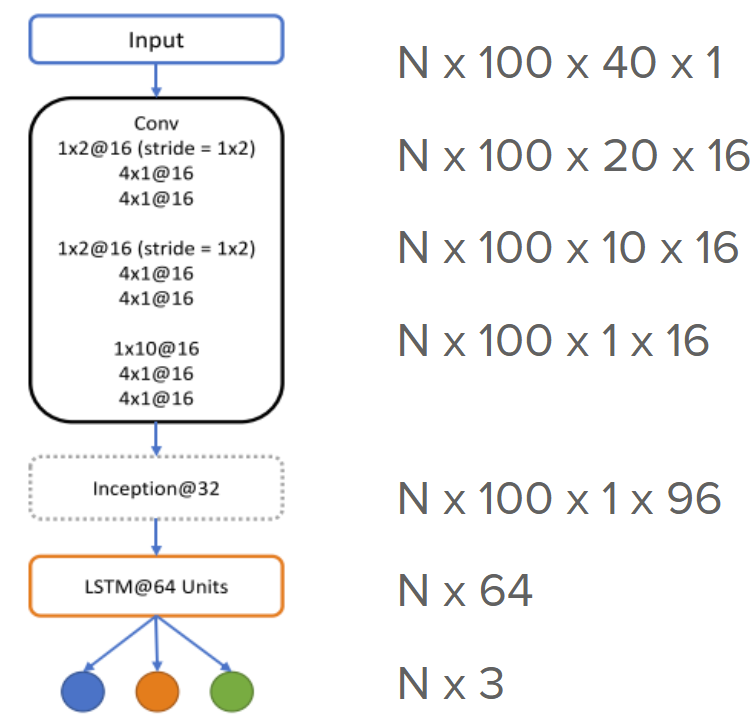 Input
N x 100 x 40 x 1
Conv
1x2@16 (stride = 1x2)
4x1@16
4x1@16
N x 100 x 20 x 16
1x2@16 (stride = 1x2)
4x1@16
4x1@16
N x 100 x 10 x 16
1x10@16
4x1@16
4x1@16
N x 100 x 1 x 16
Inception@32
N x 100 x 1 x 96
LSTM@64 Units
N x 64
N x 3